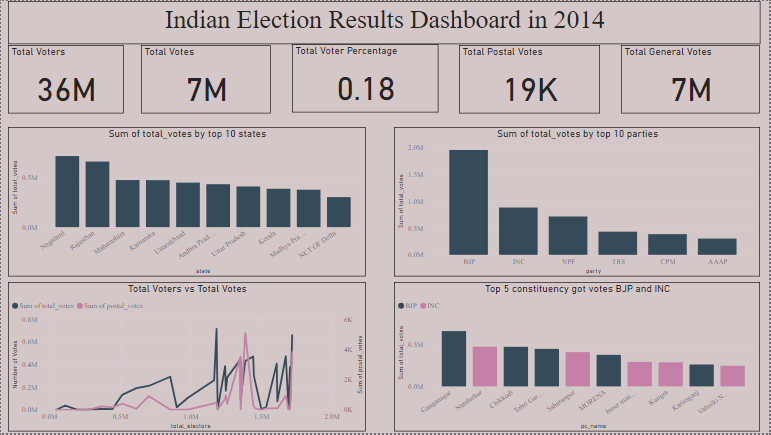 Indian Election Results Dashboard in 2014
Total Voters
36M
Total Votes
7M
Total Voter Percentage
0.18
Total Postal Votes
19K
Total General Votes
7M
Sum of total_votes by top 10 states
Sum of total_votes
0.5M
0.0M
Nagaland
Rajasthan
Maharashtra
Karnataka
Uttarakhand
Andhra Prad...
Uttar Pradesh
Kerala
Madhya Pra...
NCT OF Delhi
state
Sum of total_votes by top 10 parties
Sum of total_votes
2.0M
1.5M
1.0M
0.5M
0.0M
BJP
INC
NPF
TRS
CPM
AAAP
party
Total Voters vs Total Votes
Sum of total_votes
Sum of postal_votes
Number of Votes
0.8M
0.6M
0.4M
0.2M
0.0M
6K
4K
2K
0K
Sum of postal_votes
0.0M
0.5M
1.0M
1.5M
2.0M
total_electors
Top 5 constituency got votes BJP and INC
BJP
INC
Sum of total_votes
0.5M
0.0M
Ganganagar
Nandurbar
Chikkodi
Tehri Gar...
Saharanpur
MORENA
Inner man...
Kangra
Karimganj
Valmiki N...
pc_name